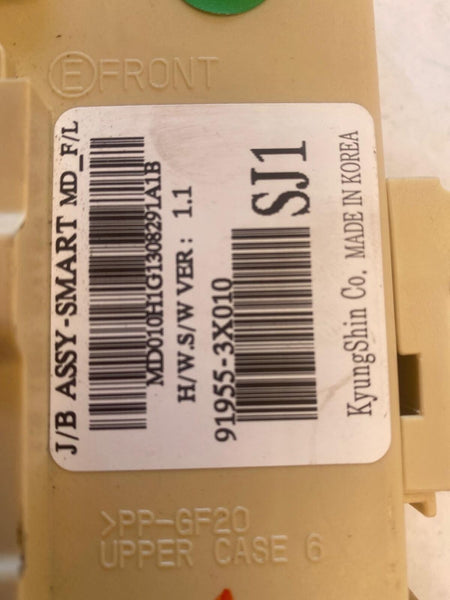 E FRONT
J/B ASSY-SMART MD_F/L
MD010H1G1308291A1B
H/W.S/W VER : 1.1
91955-3X010
SJ1
KyungShin Co. MADE IN KOREA
>PP-GF20
UPPER CASE 6